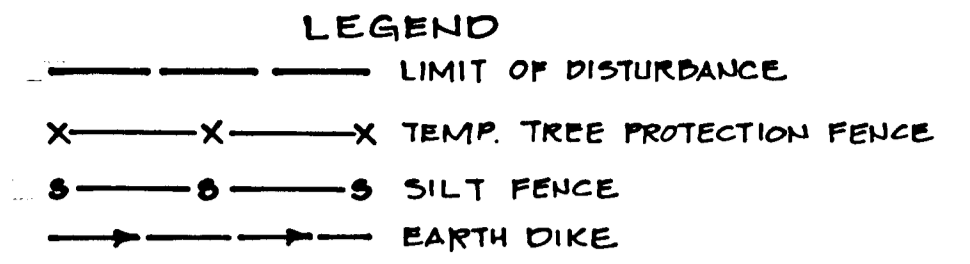 LEGEND
LIMIT OF DISTURBANCE
X X X TEMP. TREE PROTECTION FENCE
S S S SILT FENCE
EARTH DIKE